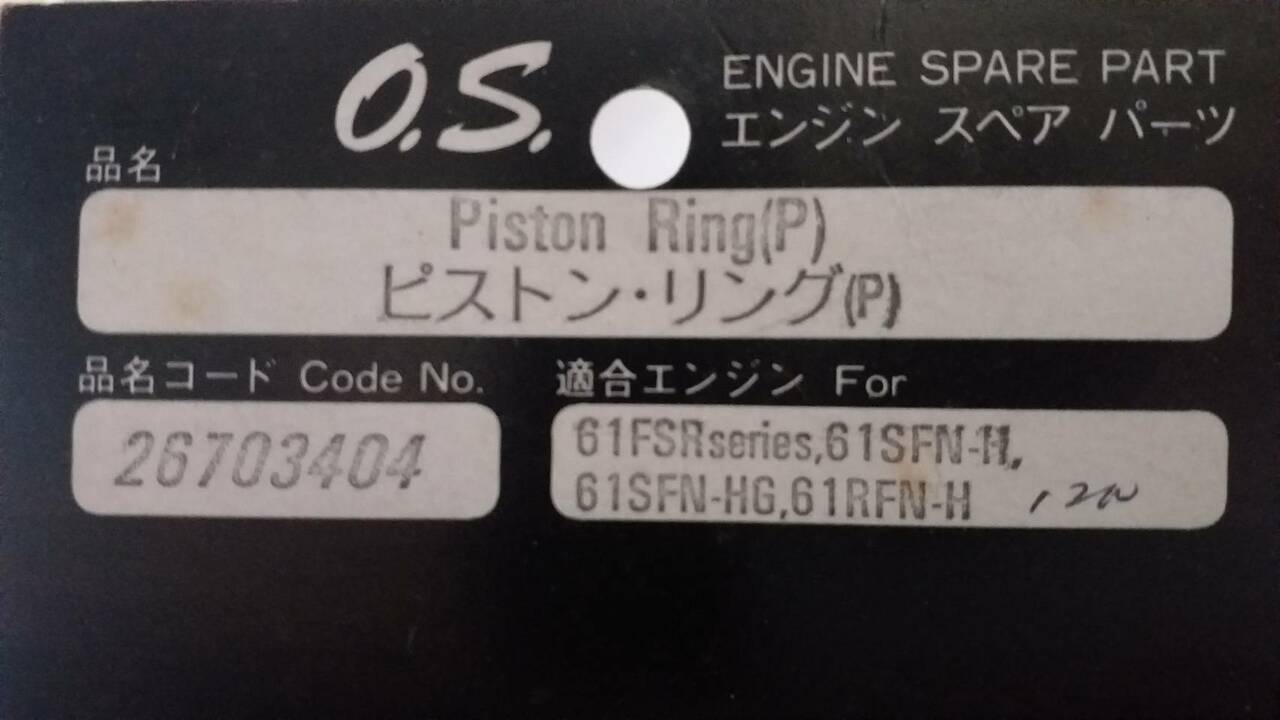 O.S.
ENGINE SPARE PART
エンジン スペア パーツ
品名
Piston Ring(P)
ピストン・リング(P)
品名コード Code No.
26703404
適合エンジン For
61FSRseries,61SFN-H,
61SFN-HG,61RFN-H